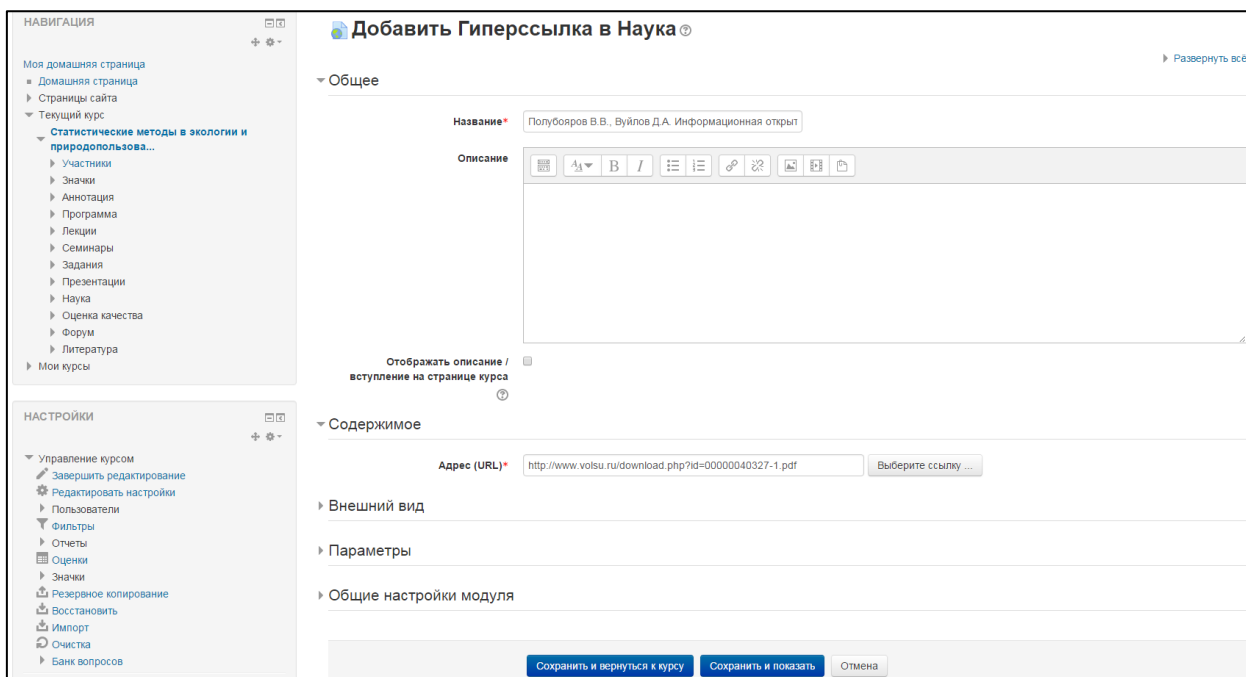 НАВИГАЦИЯ
Моя домашняя страница
Домашняя страница
Страницы сайта
Текущий курс
Статистические методы в экологии и
природопользова...
Участники
Значки
Аннотация
Программа
Лекции
Семинары
Задания
Презентации
Наука
Оценка качества
Форум
Литература
Мои курсы
НАСТРОЙКИ
Управление курсом
Завершить редактирование
Редактировать настройки
Пользователи
Фильтры
Отчеты
Оценки
Значки
Резервное копирование
Восстановить
Импорт
Очистка
Банк вопросов
Добавить Гиперссылка в Наука
Развернуть всё
Общее
Название*
Полубояров В.В., Вуйлов Д.А. Информационная открыт
Описание
Отображать описание /
вступление на странице курса
Содержимое
Адрес (URL)*
http://www.volsu.ru/download.php?id=00000040327-1.pdf
Выберите ссылку ...
Внешний вид
Параметры
Общие настройки модуля
Сохранить и вернуться к курсу
Сохранить и показать
Отмена